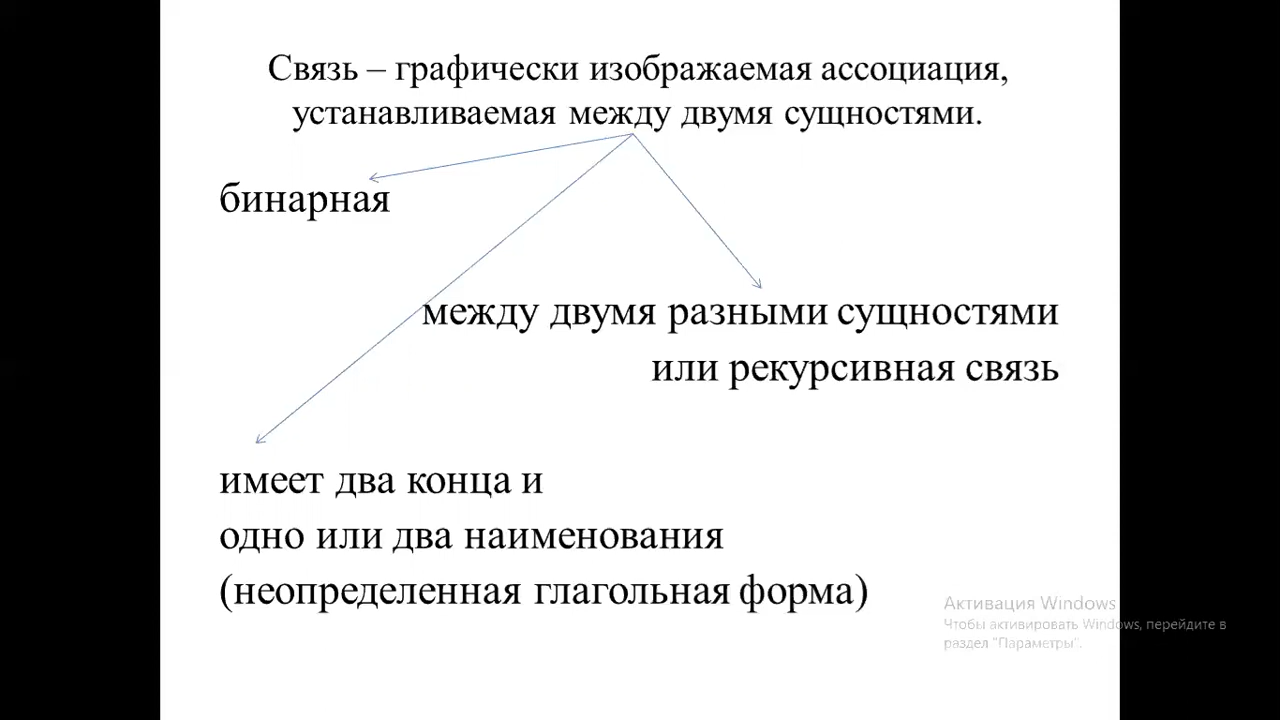 Связь – графически изображаемая ассоциация,
устанавливаемая между двумя сущностями.
бинарная
между двумя разными сущностями
или рекурсивная связь
имеет два конца и
одно или два наименования
(неопределенная глагольная форма)
Активация Windows
Чтобы активировать Windows, перейдите в
раздел "Параметры".